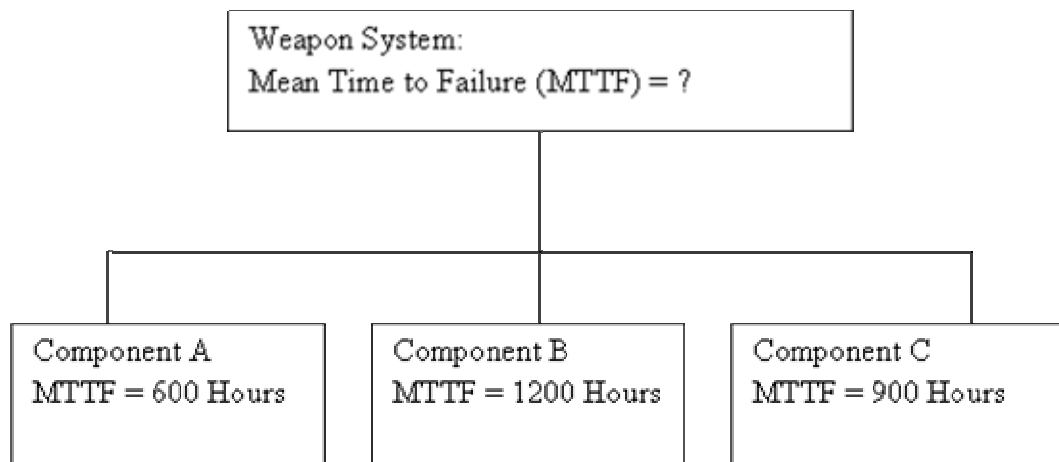 Weapon System:
Mean Time to Failure (MTTF) = ?
Component A
MTTF = 600 Hours
Component B
MTTF = 1200 Hours
Component C
MTTF = 900 Hours